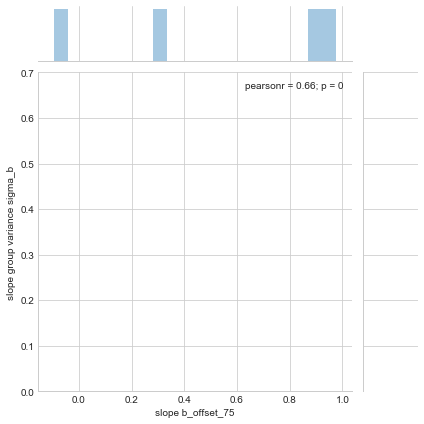 pearsonr = 0.66; p = 0
slope group variance sigma_b
0.7
0.6
0.5
0.4
0.3
0.2
0.1
0.0
0.0 0.2 0.4 0.6 0.8 1.0
slope b_offset_75